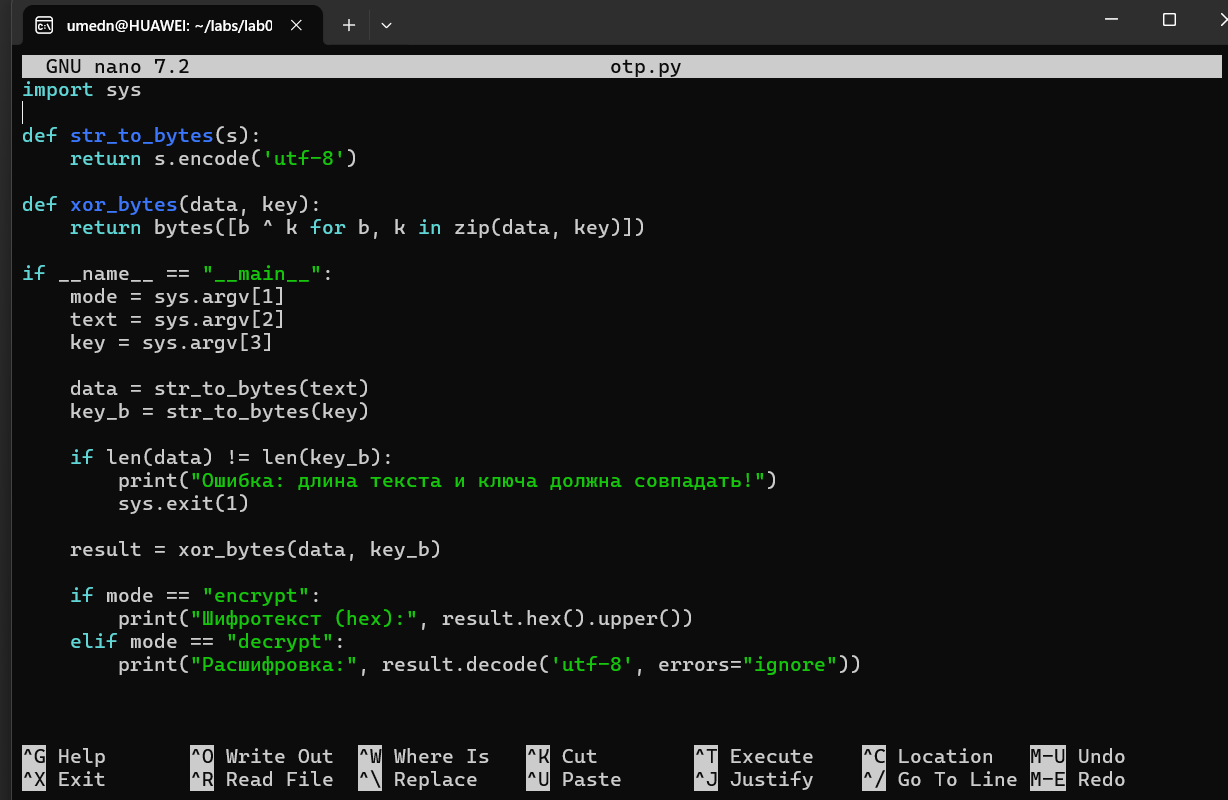 umedn@HUAWEI: ~/labs/lab0
GNU nano 7.2 otp.py
import sys
def str_to_bytes(s):
    return s.encode('utf-8')
def xor_bytes(data, key):
    return bytes([b ^ k for b, k in zip(data, key)])
if __name__ == "__main__":
    mode = sys.argv[1]
    text = sys.argv[2]
    key = sys.argv[3]
    data = str_to_bytes(text)
    key_b = str_to_bytes(key)
    if len(data) != len(key_b):
        print("Ошибка: длина текста и ключа должна совпадать!")
        sys.exit(1)
    result = xor_bytes(data, key_b)
    if mode == "encrypt":
        print("Шифротекст (hex):", result.hex().upper())
    elif mode == "decrypt":
        print("Расшифровка:", result.decode('utf-8', errors="ignore"))
^G Help ^O Write Out ^W Where Is ^K Cut ^T Execute ^C Location M-U Undo
^X Exit ^R Read File ^\ Replace ^U Paste ^J Justify ^/ Go To Line M-E Redo